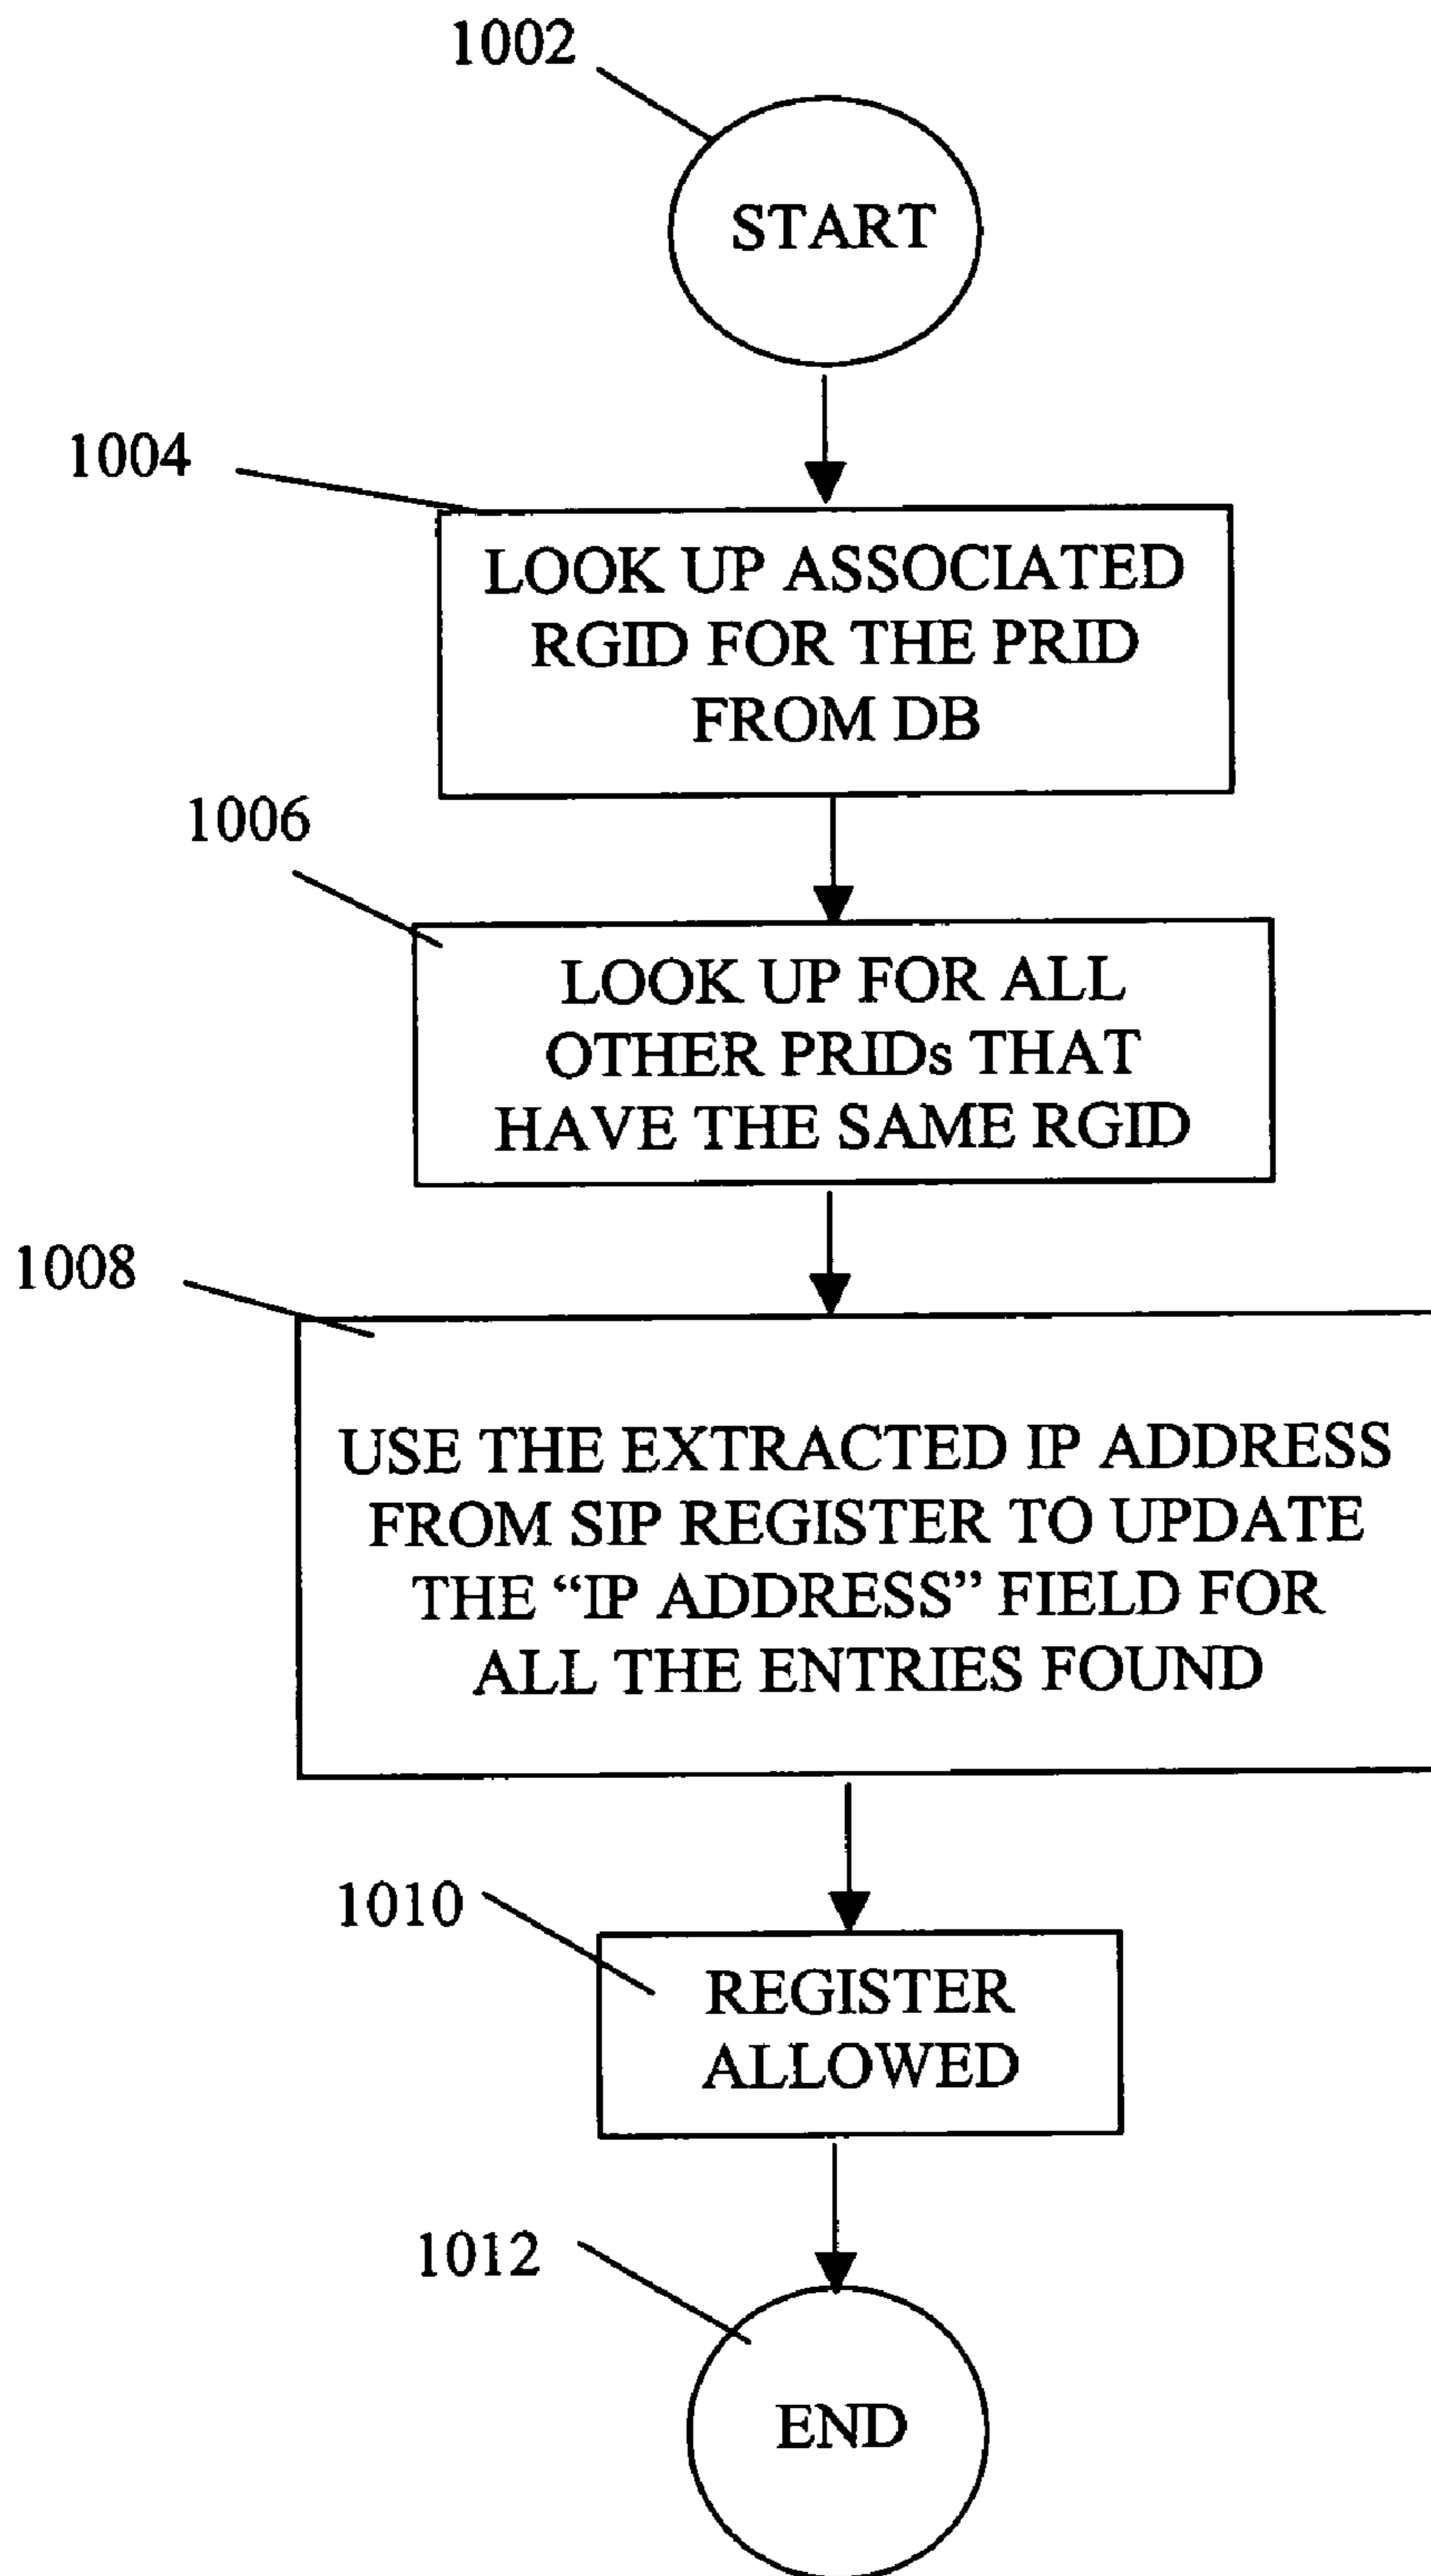 1002
START
1004
LOOK UP ASSOCIATED
RGID FOR THE PRID
FROM DB
1006
LOOK UP FOR ALL
OTHER PRIDs THAT
HAVE THE SAME RGID
1008
USE THE EXTRACTED IP ADDRESS
FROM SIP REGISTER TO UPDATE
THE “IP ADDRESS” FIELD FOR
ALL THE ENTRIES FOUND
1010
REGISTER
ALLOWED
1012
END